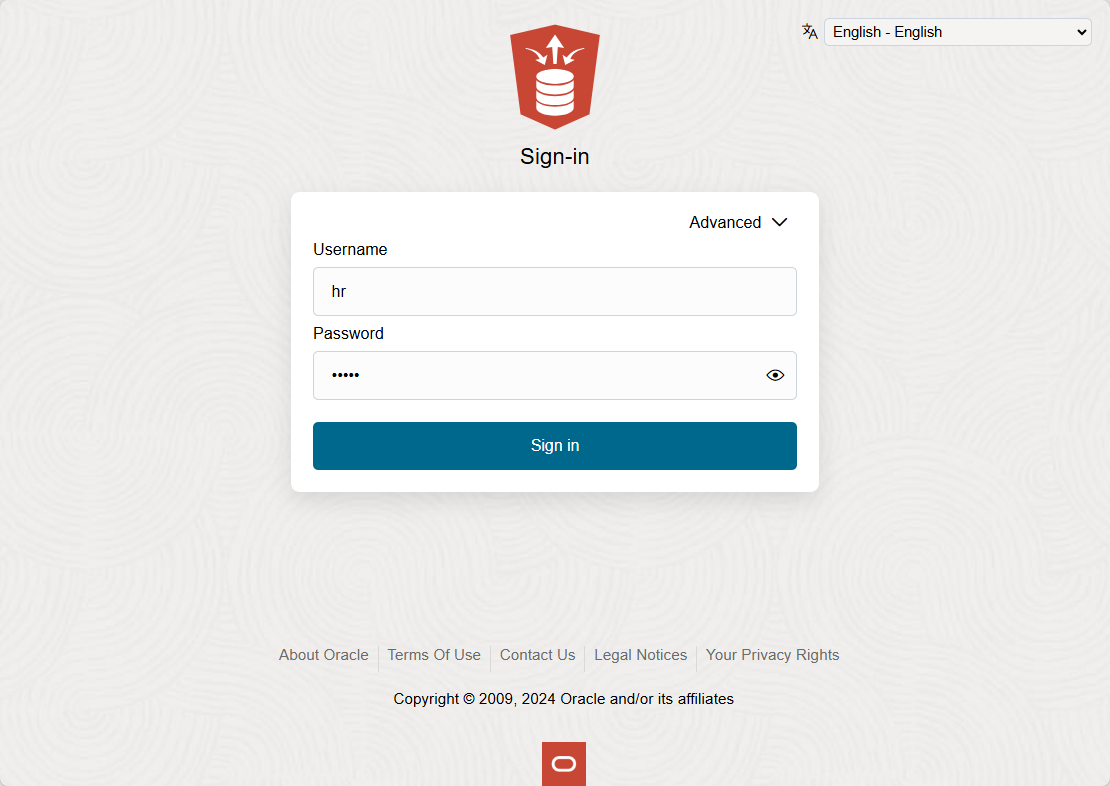 English - English
Sign-in
Advanced
Username
hr
Password
•••••
Sign in
About Oracle Terms Of Use Contact Us Legal Notices Your Privacy Rights
Copyright © 2009, 2024 Oracle and/or its affiliates